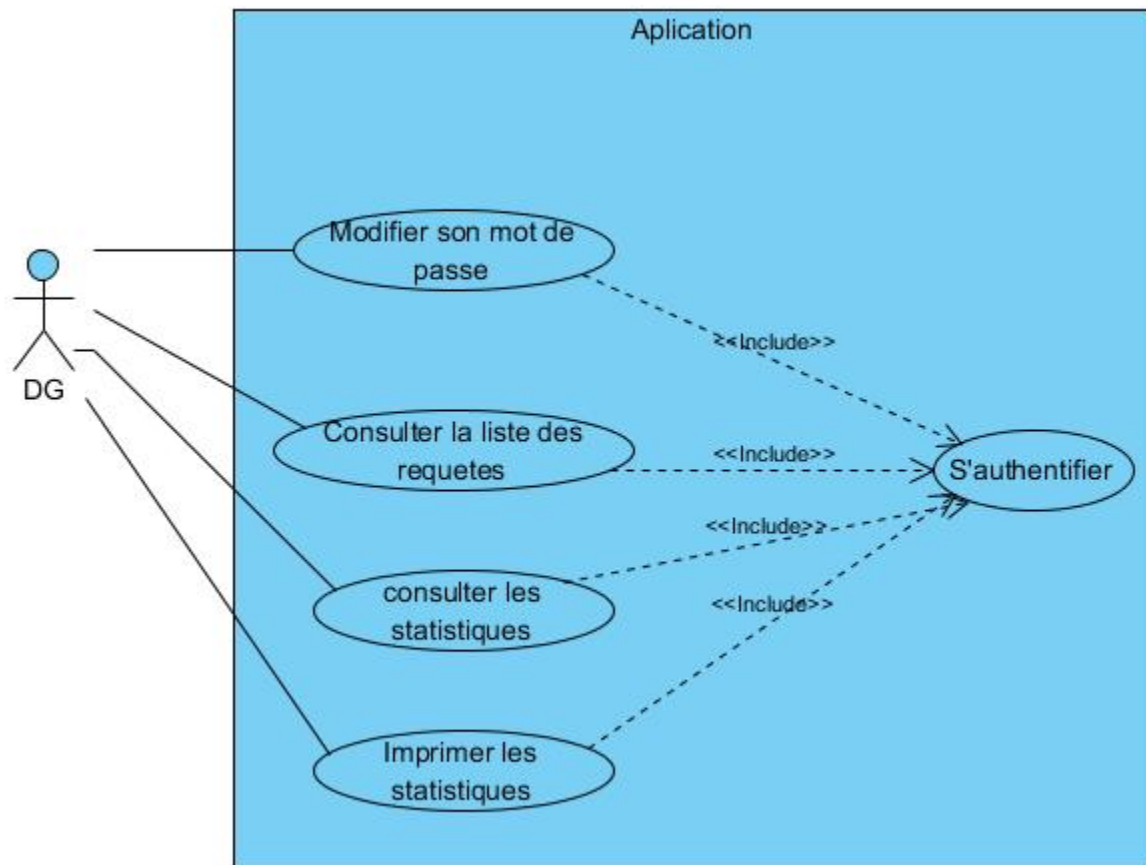 Aplication
Modifier son mot de
passe
<<Include>>
DG
Consulter la liste des
requetes
<<Include>>
S'authentifier
<<Include>>
consulter les
statistiques
<<Include>>
Imprimer les
statistiques